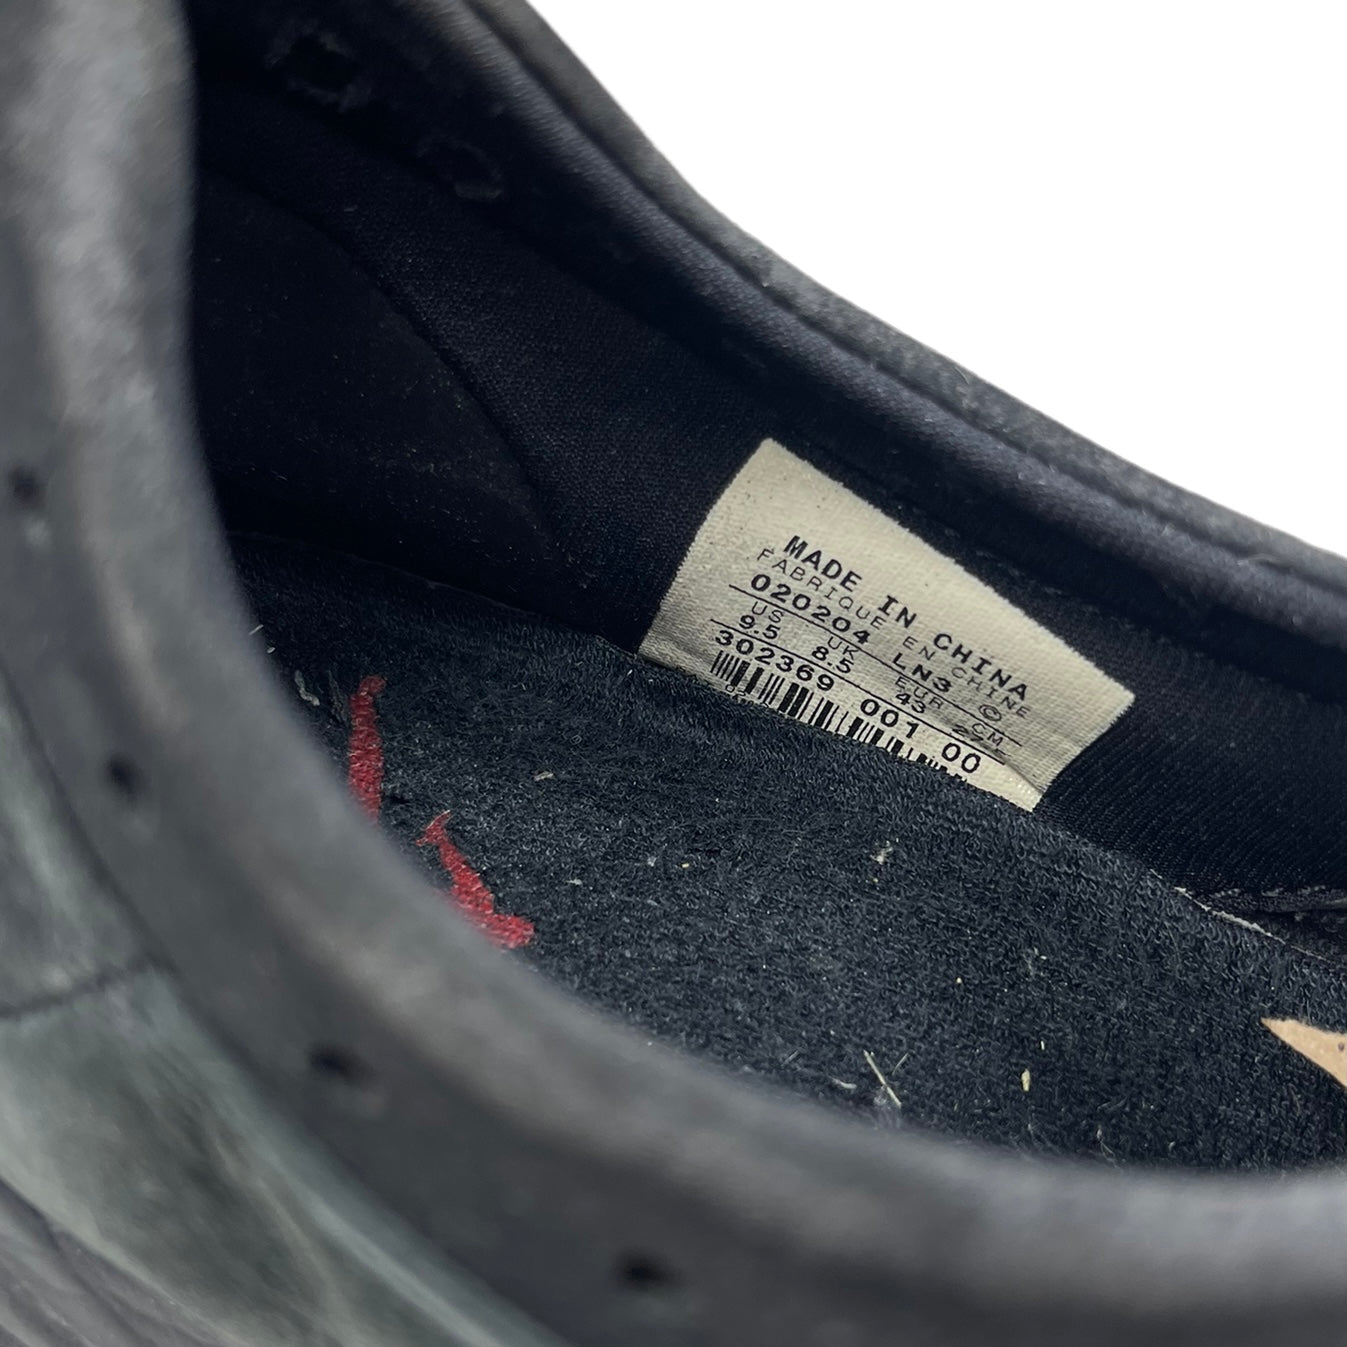 MADE IN CHINA
FABRIQUE EN CHINE
020204 LN3 ©
US UK EUR CM
9.5 8.5 43
302369 001 00